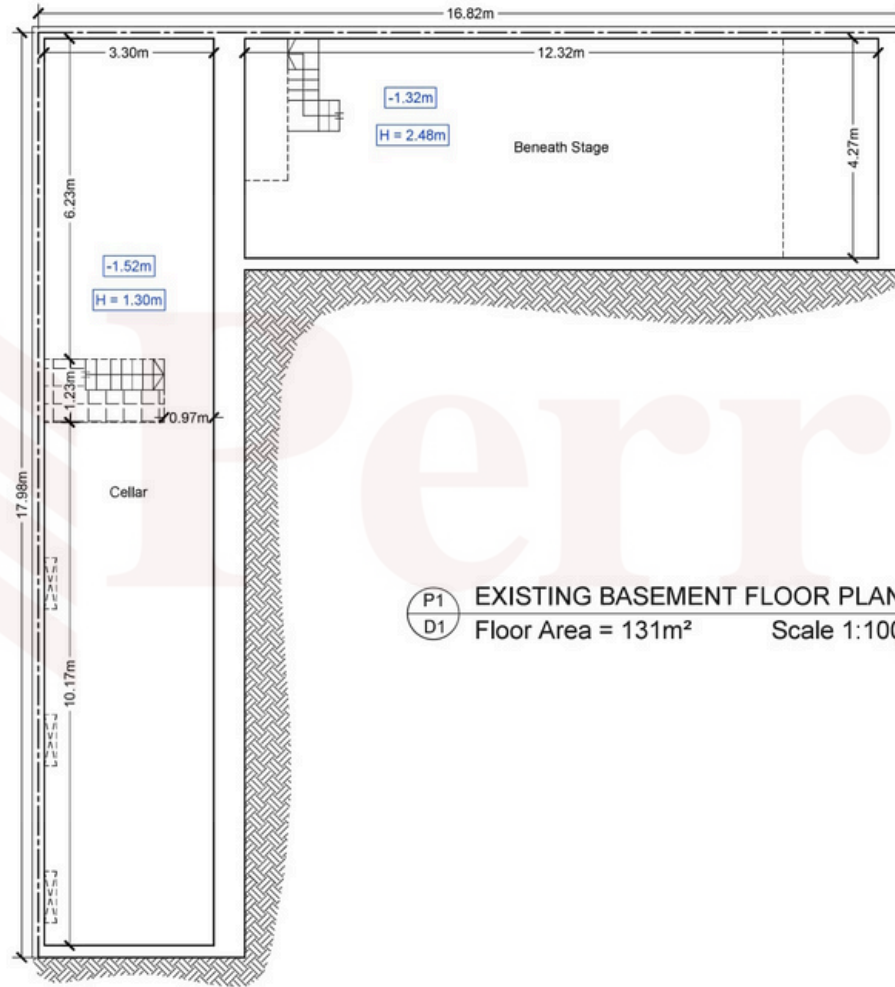 16.82m
3.30m
12.32m
-1.32m
H = 2.48m
Beneath Stage
4.27m
6.23m
-1.52m
H = 1.30m
1.23m
0.97m
Cellar
17.98m
10.17m
P1
D1
EXISTING BASEMENT FLOOR PLAN
Floor Area = 131m² Scale 1:100
Perr